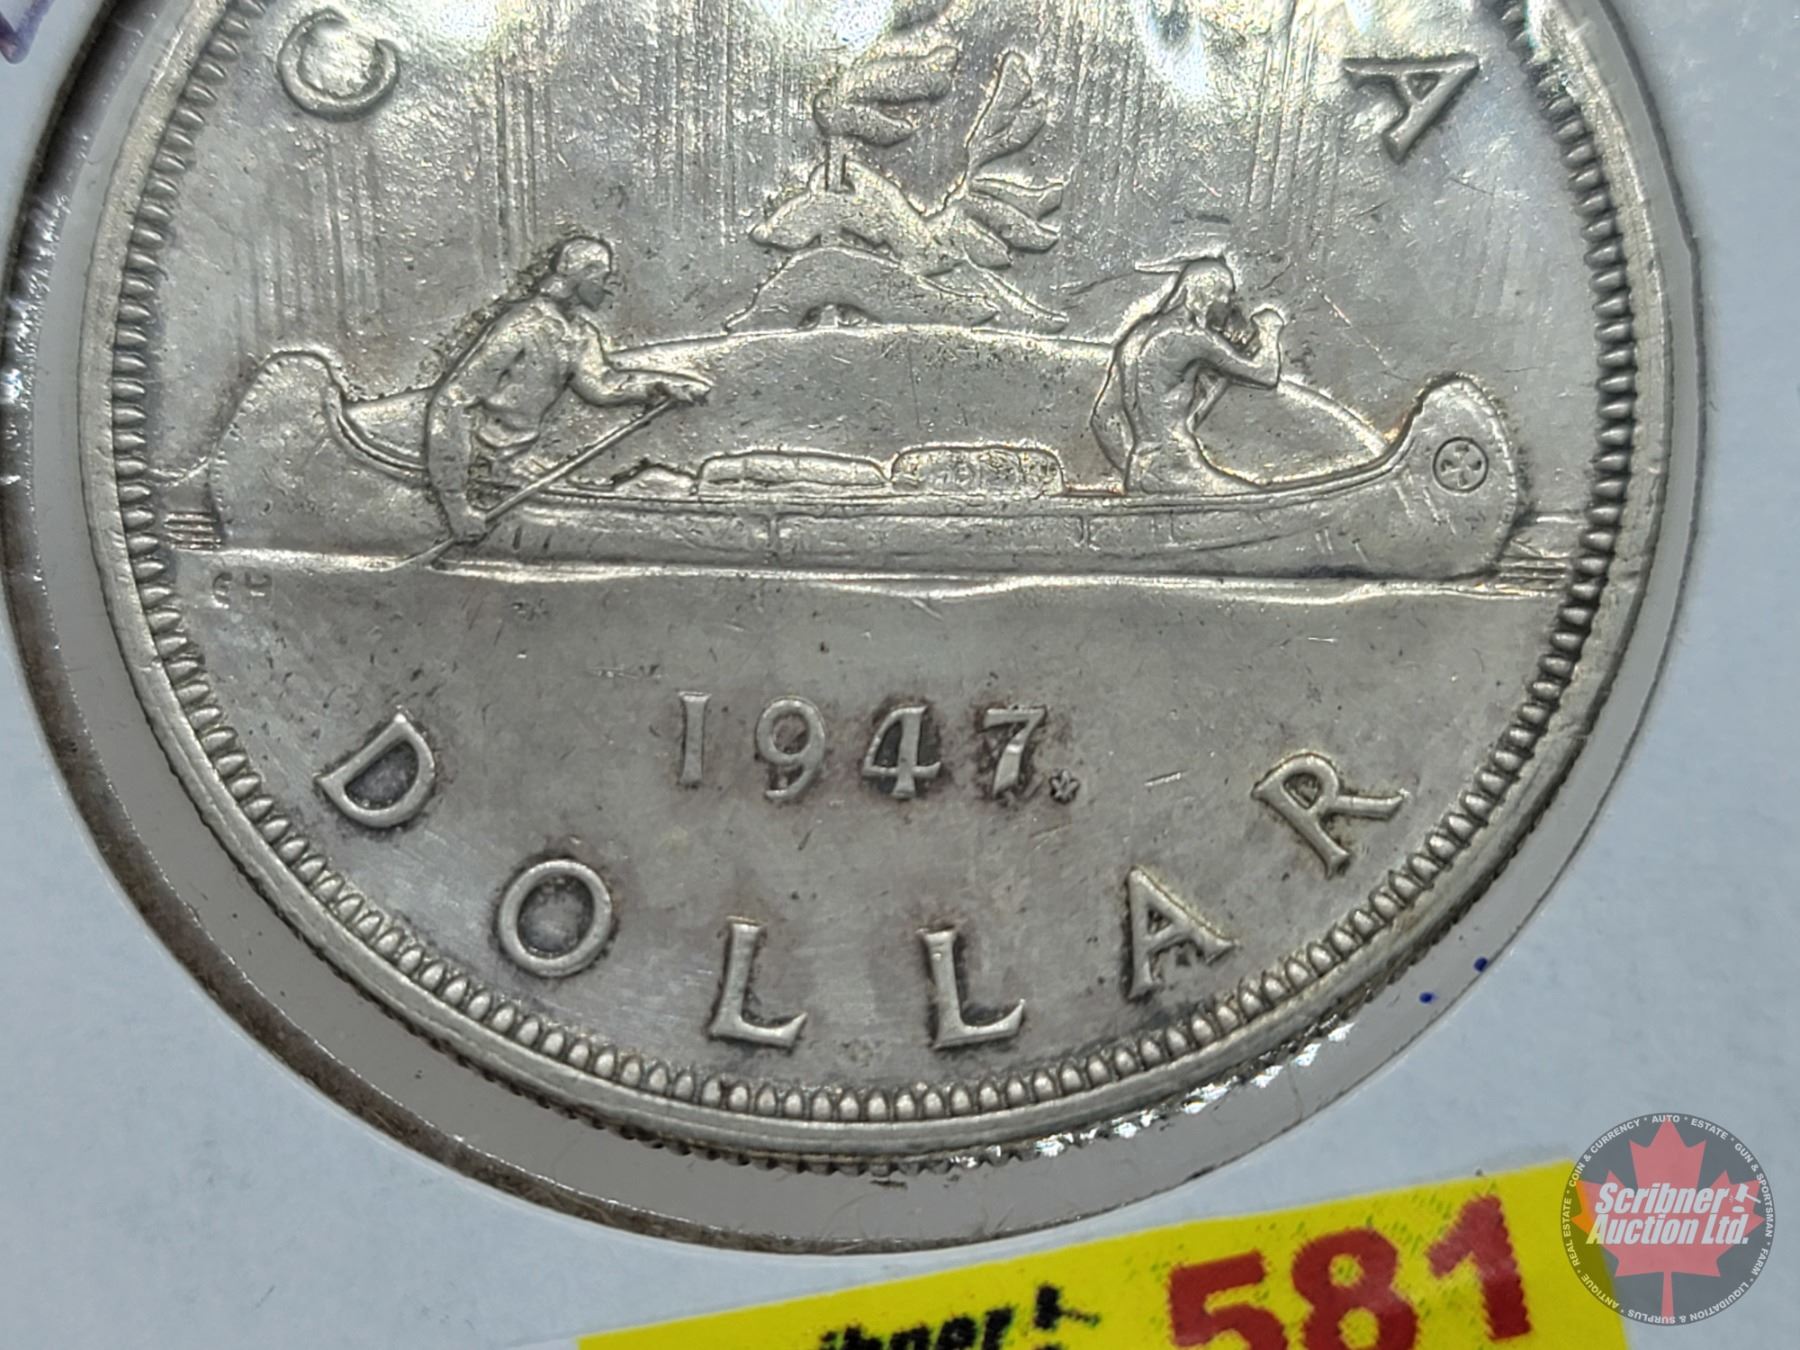 C A
1947
DOLLAR
581
COIN & CURRENCY • AUTO • ESTATE • GUN & SPORTSMAN • FARM • LIQUIDATION & SURPLUS • ANTIQUE • REAL ESTATE •
Scribner
Auction Ltd.